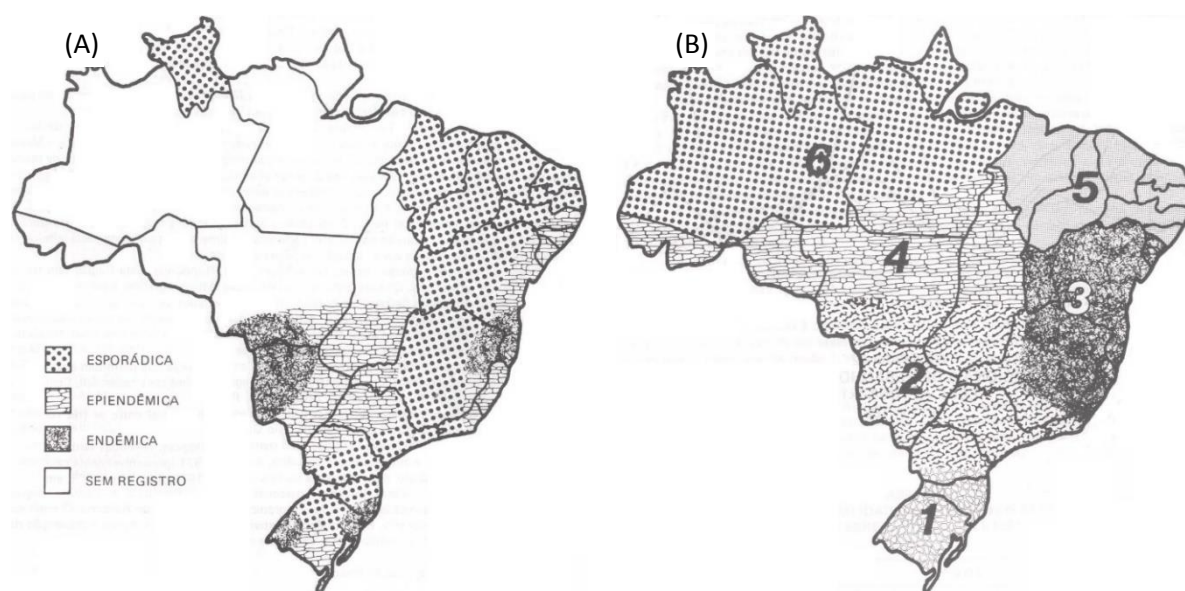 (A)
(B)
ESPORÁDICA
EPIENDÊMICA
ENDÊMICA
SEM REGISTRO
6
5
4
3
2
1